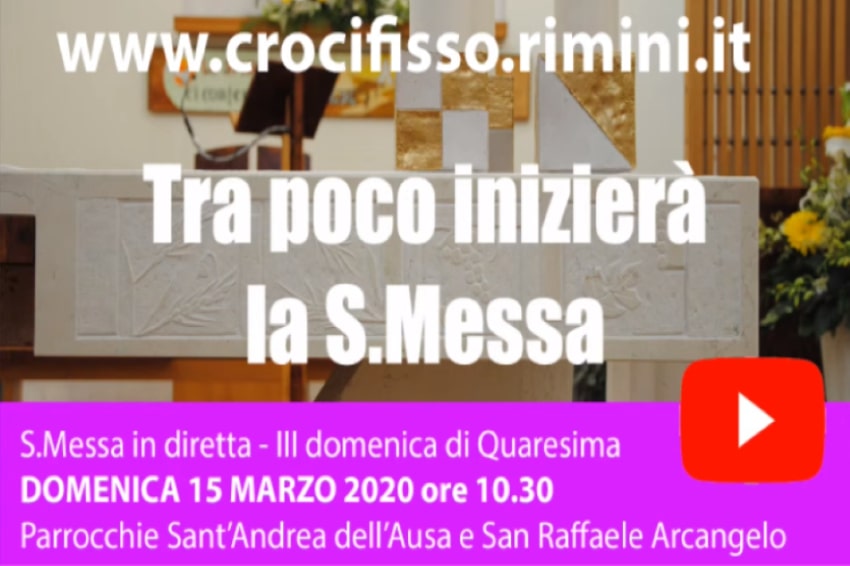 www.crocifisso.rimini.it
Tra poco inizierà
la S.Messa
S.Messa in diretta - III domenica di Quaresima
DOMENICA 15 MARZO 2020 ore 10.30
Parrocchie Sant'Andrea dell'Ausa e San Raffaele Arcangelo